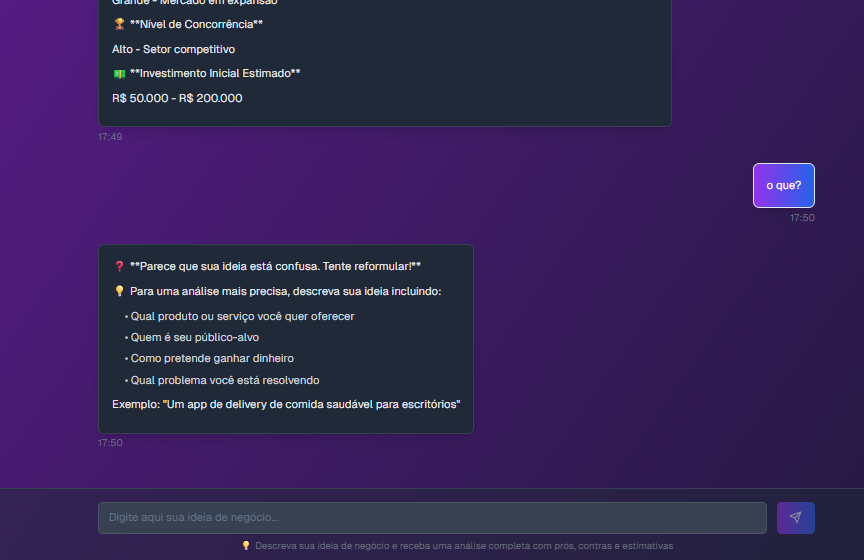 Grande - Mercado em expansão
🏆 **Nível de Concorrência**
Alto - Setor competitivo
💵 **Investimento Inicial Estimado**
R$ 50.000 - R$ 200.000
17:49
o que?
17:50
❓ **Parece que sua ideia está confusa. Tente reformular!**
💡 Para uma análise mais precisa, descreva sua ideia incluindo:
• Qual produto ou serviço você quer oferecer
• Quem é seu público-alvo
• Como pretende ganhar dinheiro
• Qual problema você está resolvendo
Exemplo: "Um app de delivery de comida saudável para escritórios"
17:50
Digite aqui sua ideia de negócio...
💡 Descreva sua ideia de negócio e receba uma análise completa com prós, contras e estimativas